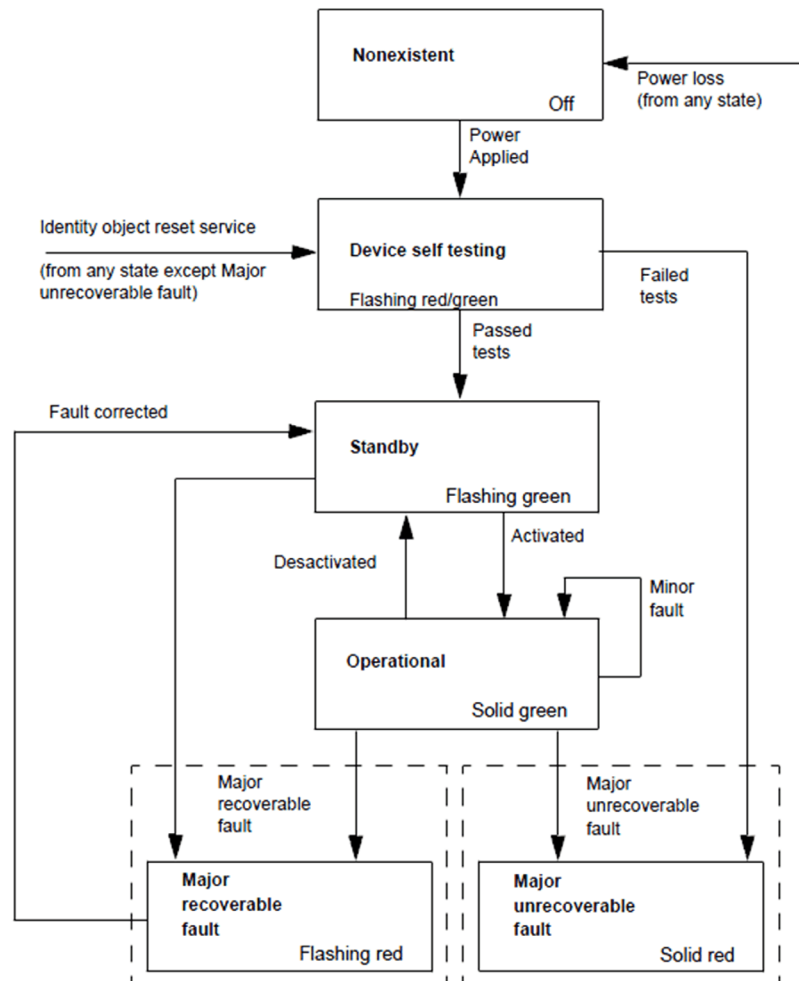 Nonexistent
Off
Power loss
(from any state)
Power
Applied
Identity object reset service
(from any state except Major
unrecoverable fault)
Device self testing
Flashing red/green
Failed
tests
Passed
tests
Fault corrected
Standby
Flashing green
Activated
Desactivated
Minor
fault
Operational
Solid green
Major
recoverable
fault
Major
unrecoverable
fault
Major
recoverable
fault
Flashing red
Major
unrecoverable
fault
Solid red